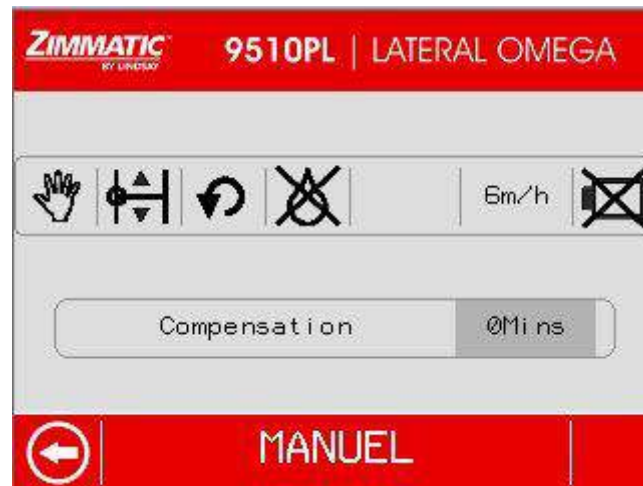 ZIMMATIC
BY LINDSAY
9510PL | LATERAL OMEGA
6m/h
Compensation 0Mins
MANUEL